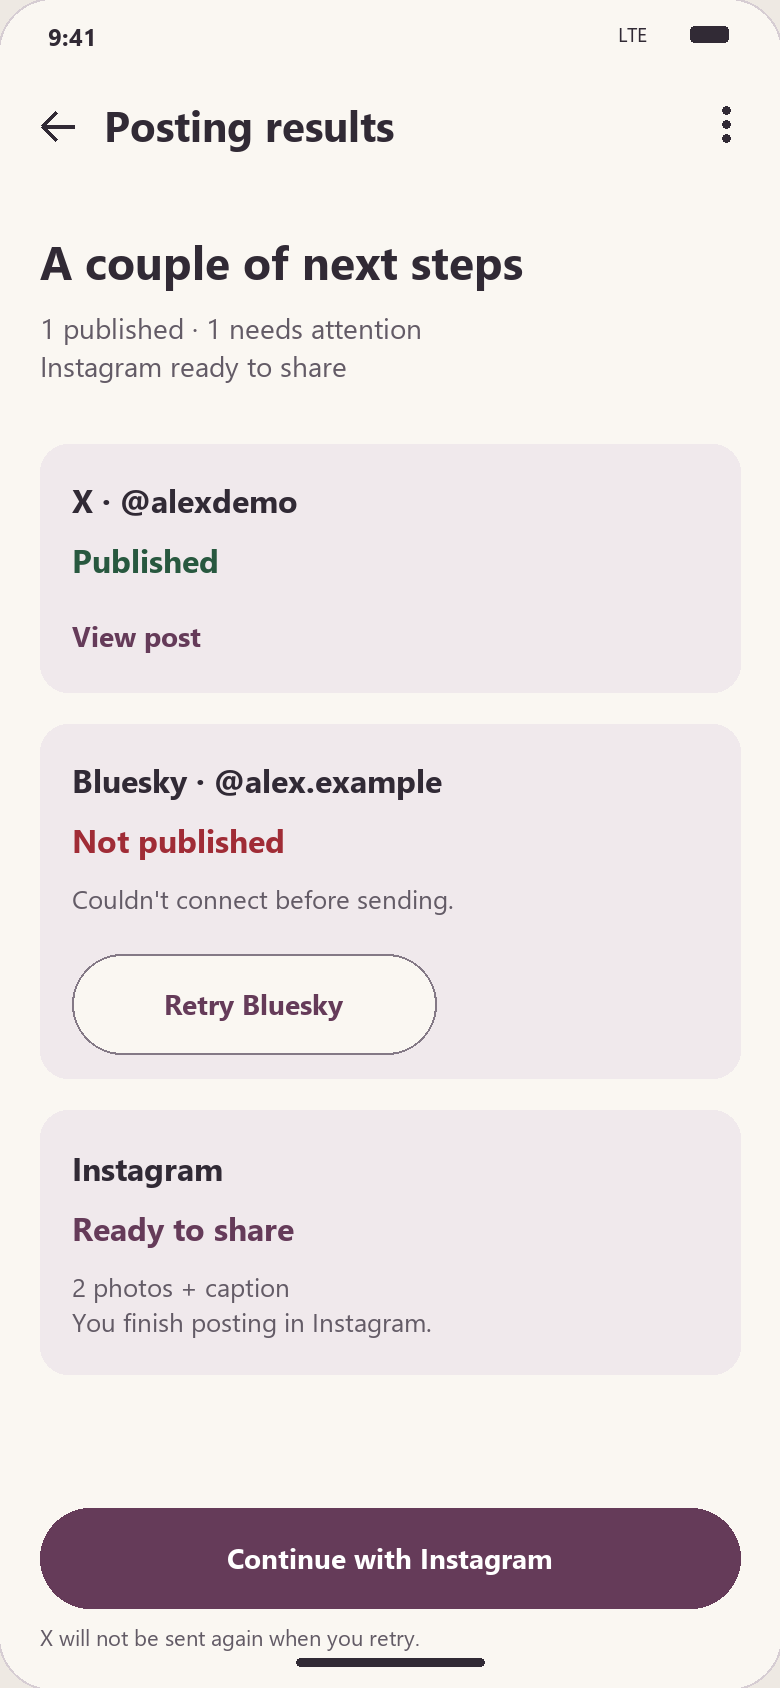 9:41
LTE
Posting results
A couple of next steps
1 published · 1 needs attention
Instagram ready to share
X · @alexdemo
Published
View post
Bluesky · @alex.example
Not published
Couldn't connect before sending.
Retry Bluesky
Instagram
Ready to share
2 photos + caption
You finish posting in Instagram.
Continue with Instagram
X will not be sent again when you retry.